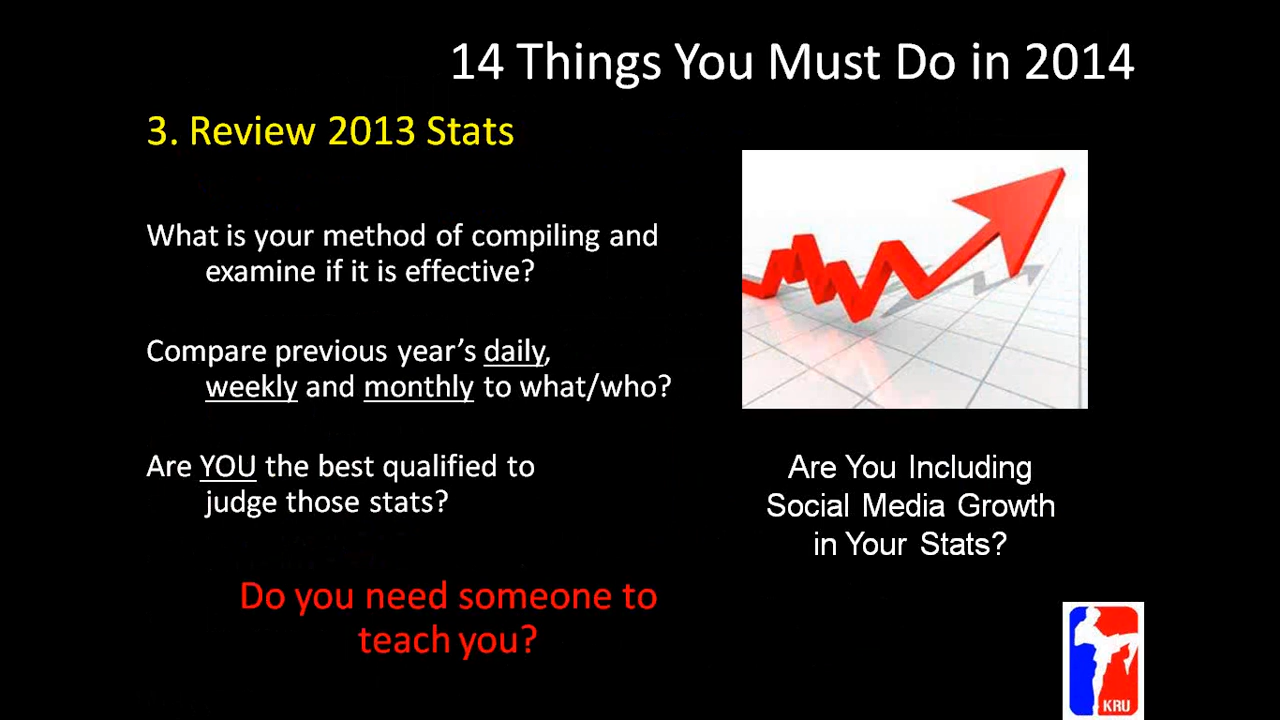 14 Things You Must Do in 2014
3. Review 2013 Stats
What is your method of compiling and
examine if it is effective?
Compare previous year’s daily,
weekly and monthly to what/who?
Are YOU the best qualified to
judge those stats?
Do you need someone to
teach you?
Are You Including
Social Media Growth
in Your Stats?
KRU